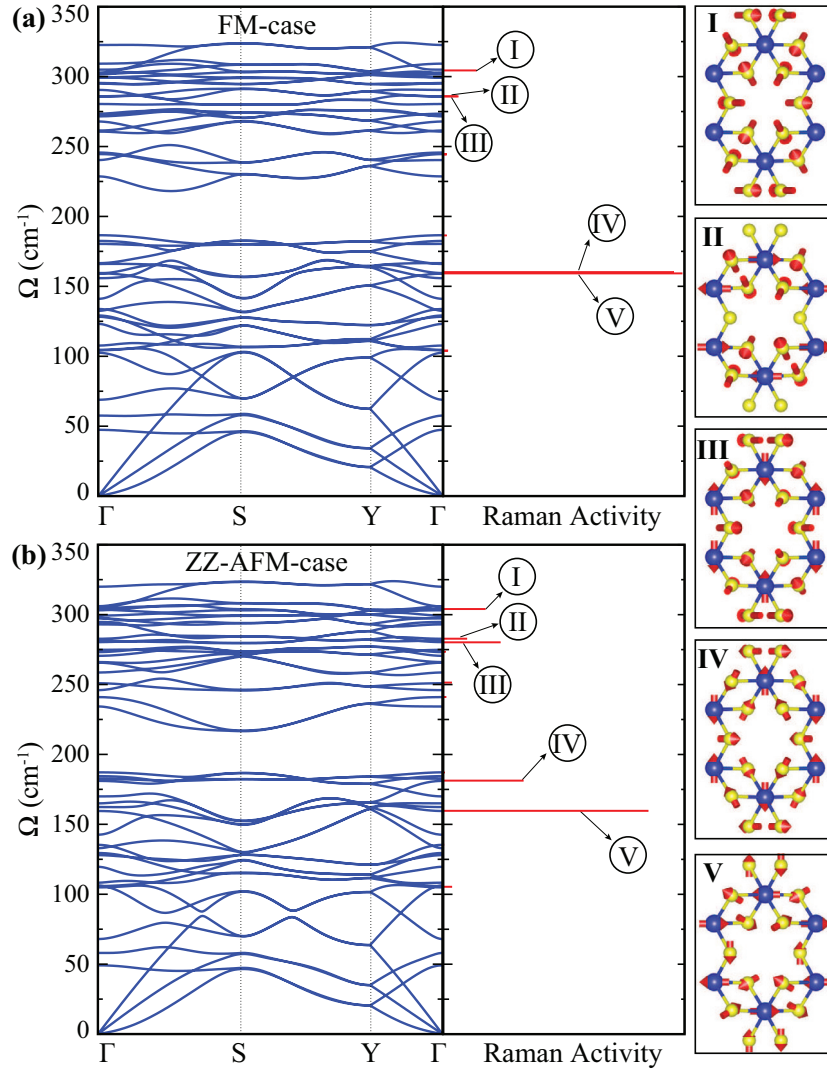 (a)
FM-case
350
300
250
200
150
100
50
0
Ω (cm⁻¹)
Γ
S
Y
Γ
I
II
III
IV
V
Raman Activity
(b)
ZZ-AFM-case
350
300
250
200
150
100
50
0
Ω (cm⁻¹)
Γ
S
Y
Γ
I
II
III
IV
V
Raman Activity
I
II
III
IV
V